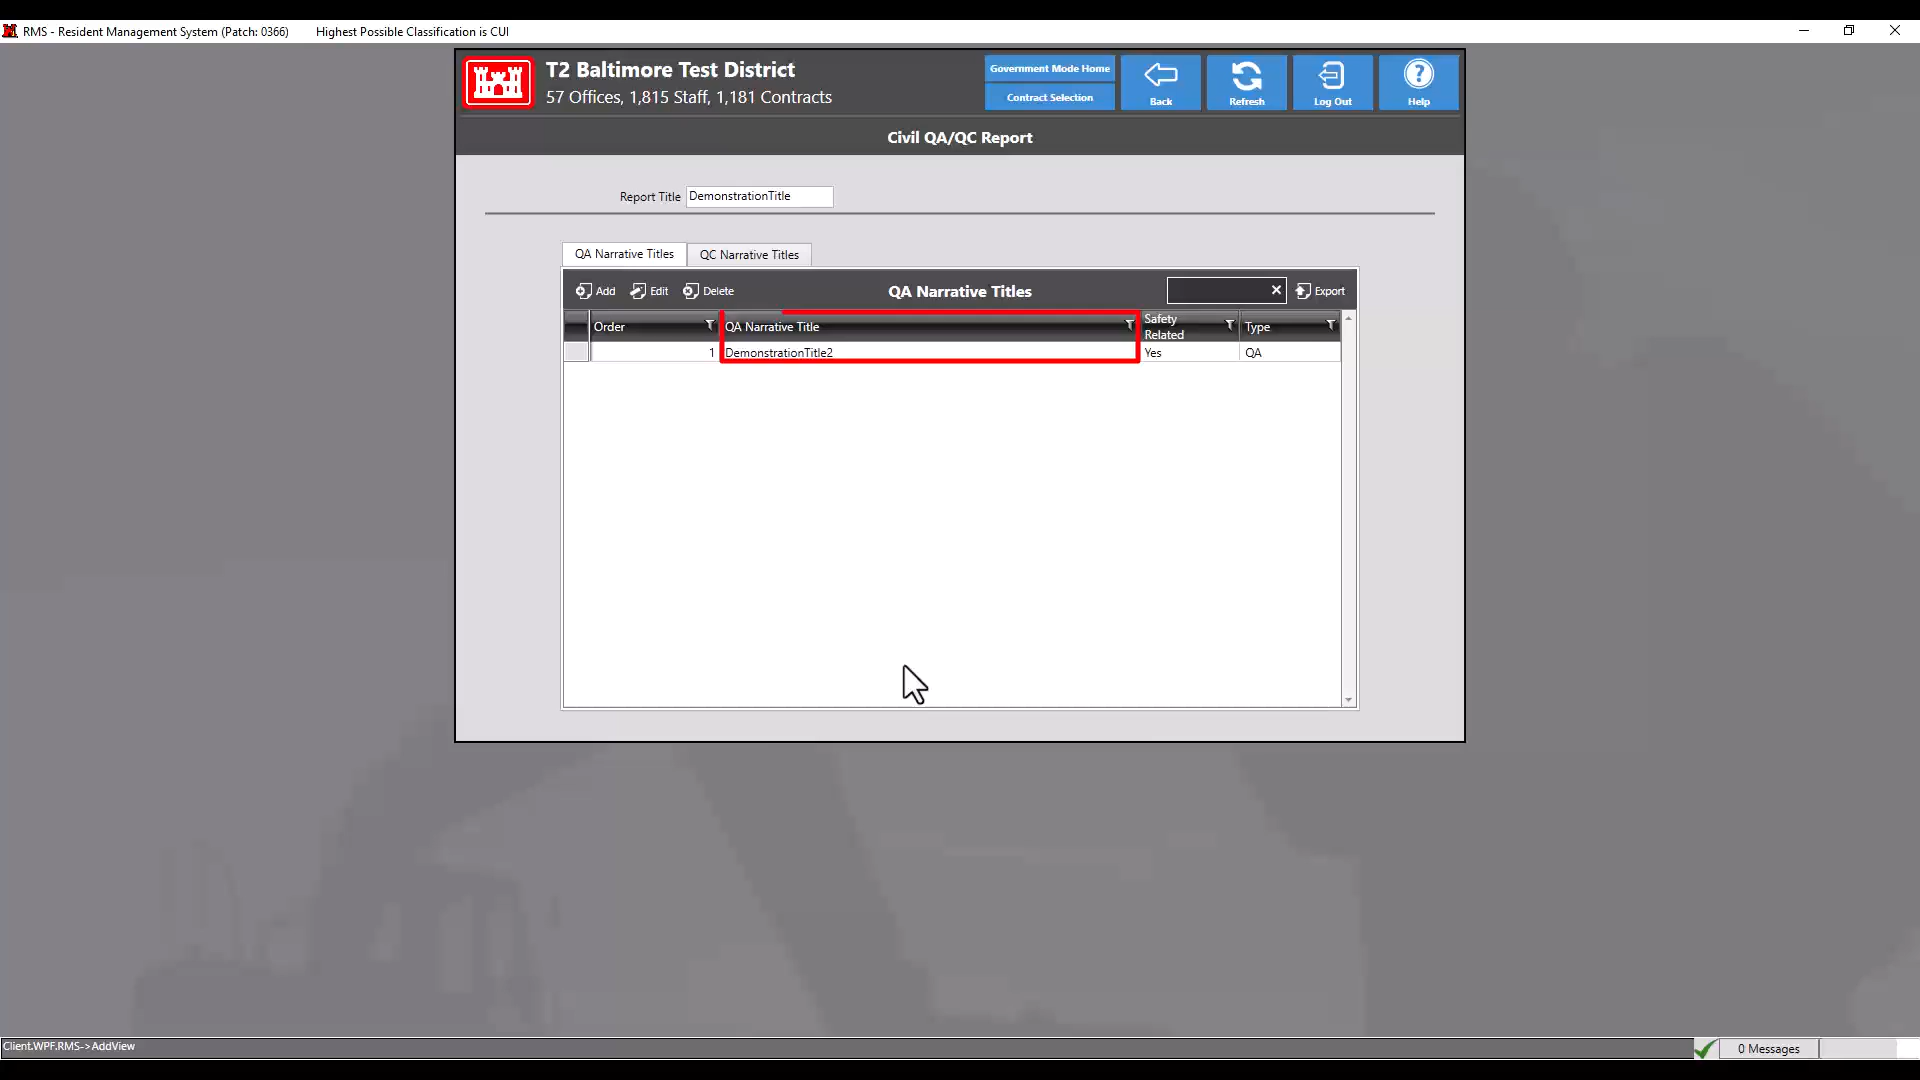 RMS - Resident Management System (Patch: 0366) Highest Possible Classification is CUI
T2 Baltimore Test District
57 Offices, 1,815 Staff, 1,181 Contracts
Government Mode Home
Contract Selection
Back
Refresh
Log Out
Help
Civil QA/QC Report
Report Title DemonstrationTitle
QA Narrative Titles QC Narrative Titles
Add Edit Delete QA Narrative Titles Export
Order QA Narrative Title Safety Related Type
1 DemonstrationTitle2 Yes QA
Client.WPF.RMS->AddView 0 Messages